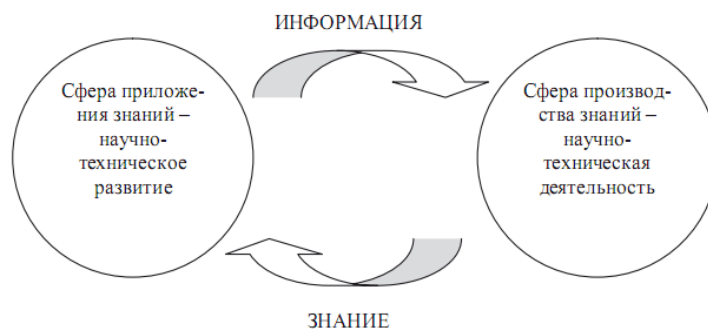 ИНФОРМАЦИЯ
Сфера приложе-
ния знаний –
научно-
техническое
развитие
Сфера производ-
ства знаний –
научно-
техническая
деятельность
ЗНАНИЕ